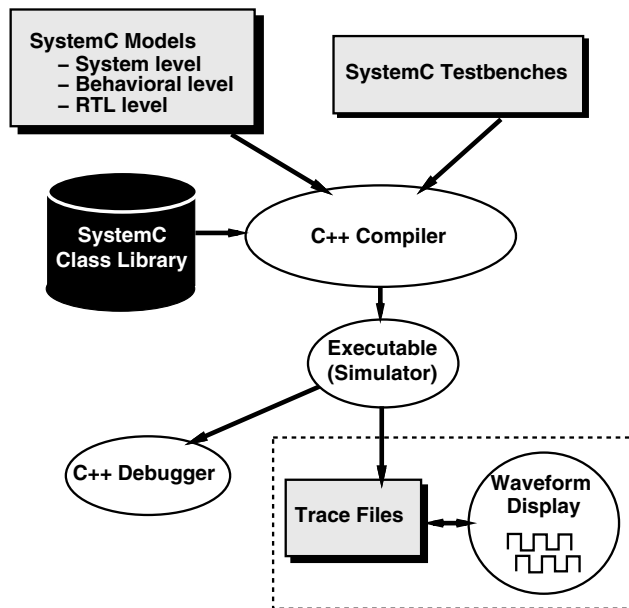 SystemC Models
– System level
– Behavioral level
– RTL level
SystemC Testbenches
SystemC
Class Library
C++ Compiler
Executable
(Simulator)
C++ Debugger
Trace Files
Waveform
Display